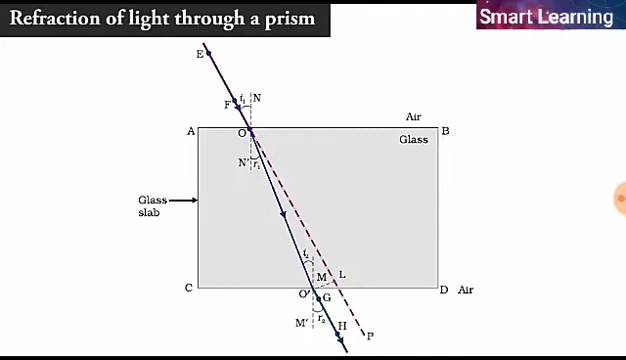 Refraction of light through a prism
Smart Learning
E
F
i₁
N
Air
A
O
B
Glass
N'
r₁
Glass
slab
i₂
M
L
C
O'
G
D
Air
M'
r₂
H
P